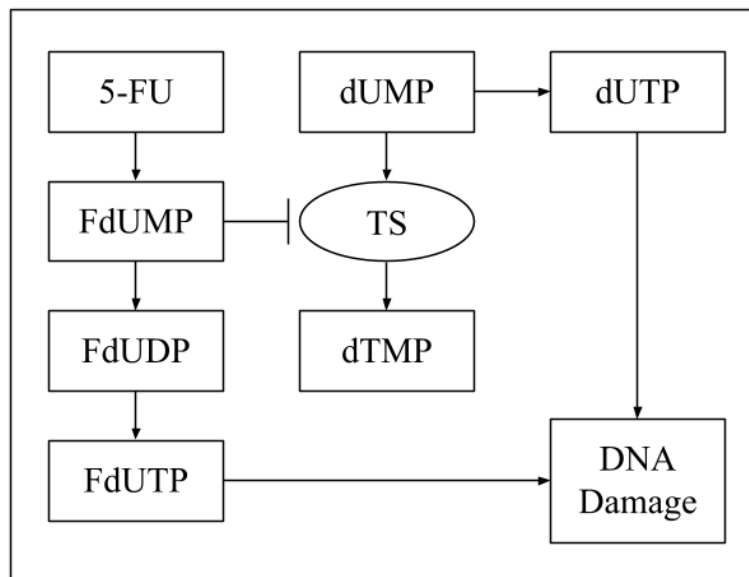 5-FU
dUMP
dUTP
FdUMP
TS
FdUDP
dTMP
FdUTP
DNA
Damage